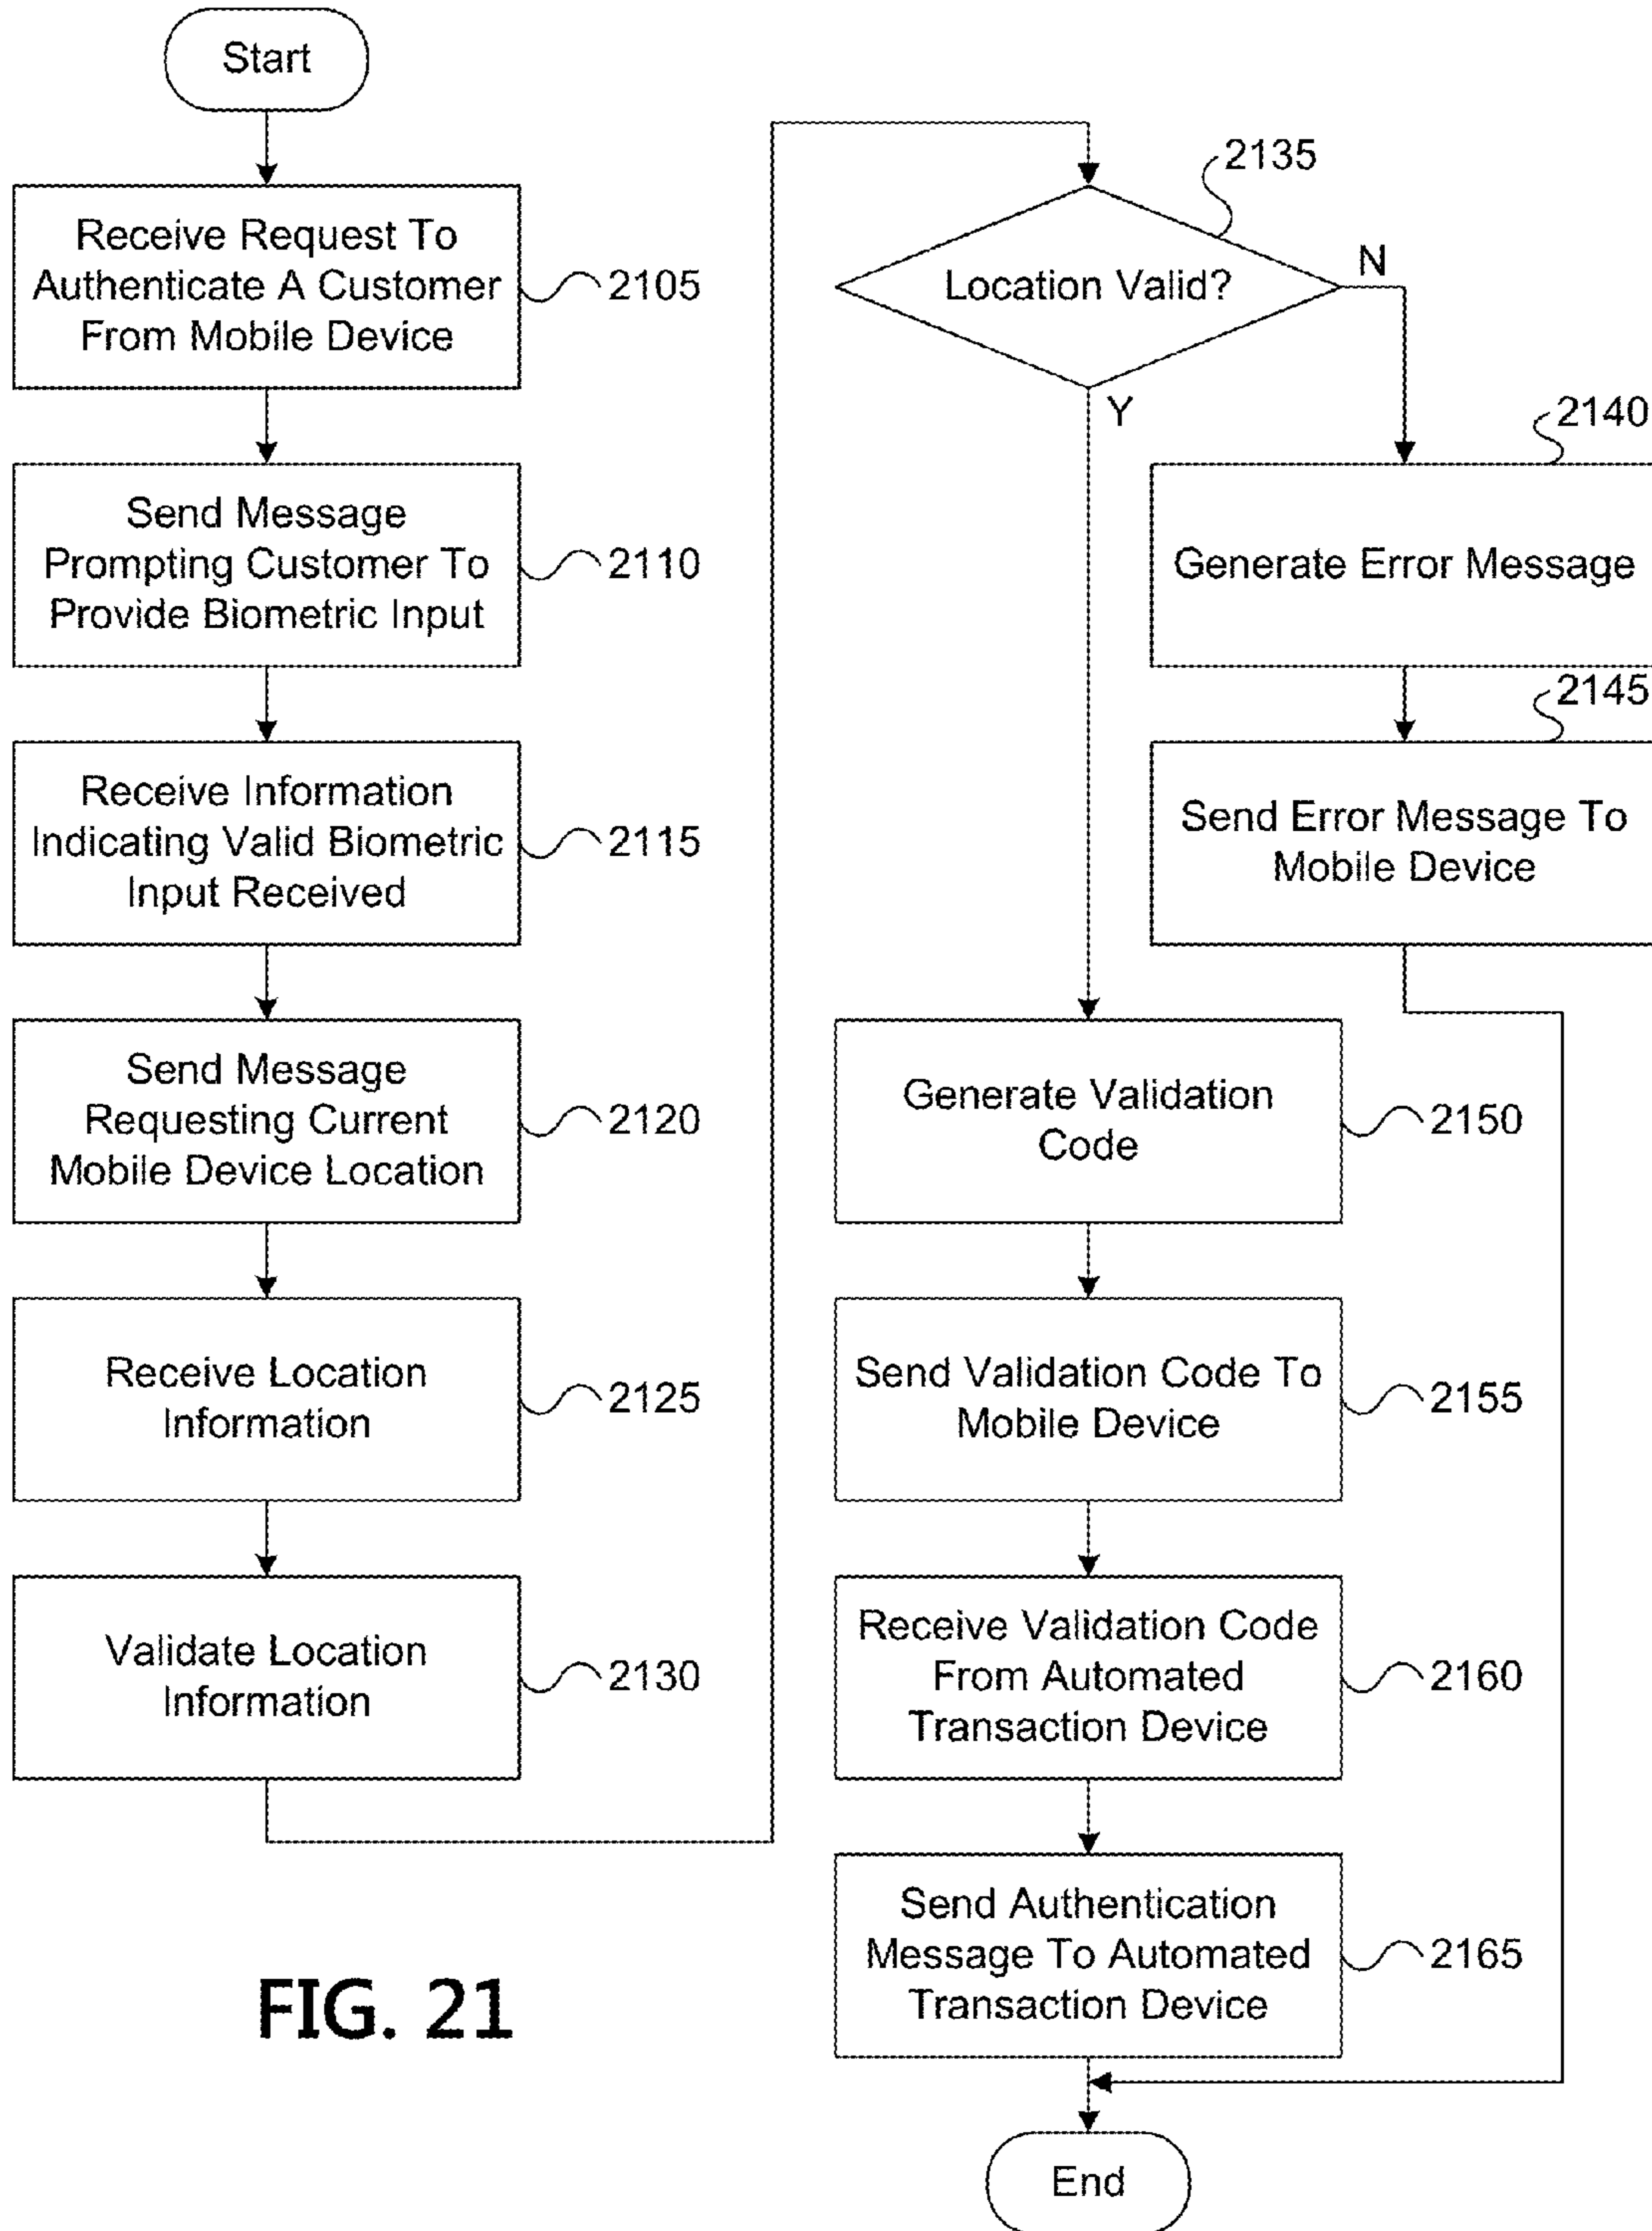 Start
Receive Request To
Authenticate A Customer
From Mobile Device
2105
Send Message
Prompting Customer To
Provide Biometric Input
2110
Receive Information
Indicating Valid Biometric
Input Received
2115
Send Message
Requesting Current
Mobile Device Location
2120
Receive Location
Information
2125
Validate Location
Information
2130
2135
Location Valid?
N
Y
2140
Generate Error Message
2145
Send Error Message To
Mobile Device
Generate Validation
Code
2150
Send Validation Code To
Mobile Device
2155
Receive Validation Code
From Automated
Transaction Device
2160
Send Authentication
Message To Automated
Transaction Device
2165
End
FIG. 21